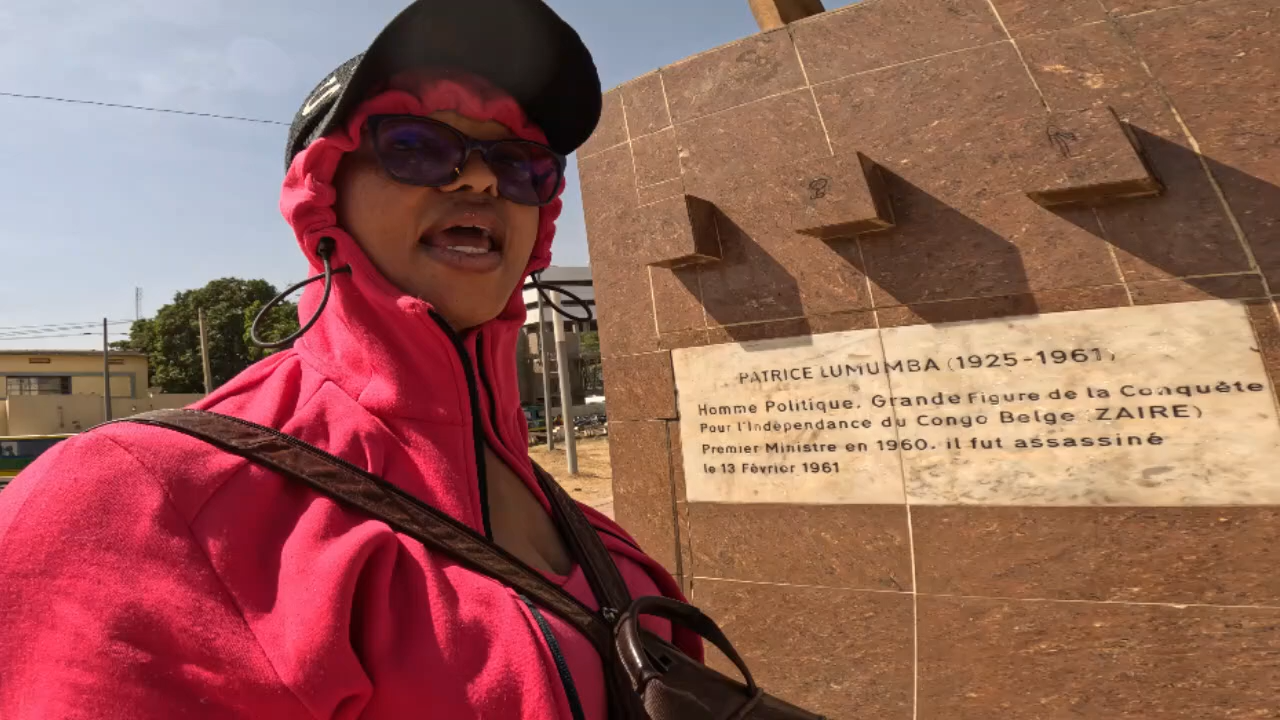 PATRICE LUMUMBA (1925-1961)
Homme Politique. Grande Figure de la Conquête
Pour l'Indépendance du Congo Belge (ZAIRE)
Premier Ministre en 1960. il fut assassiné
le 13 Février 1961